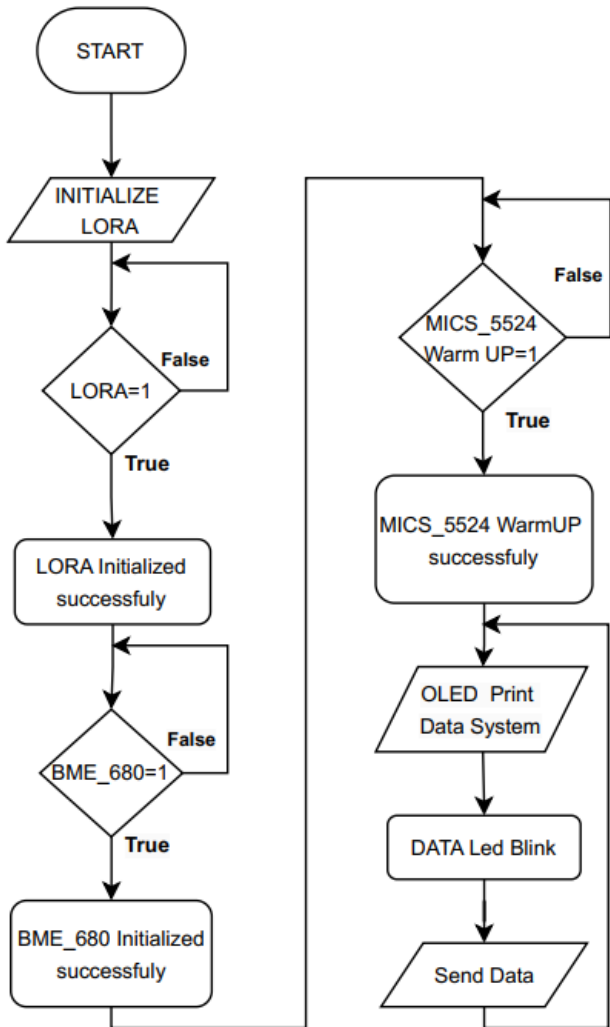 START
INITIALIZE
LORA
False
LORA=1
True
LORA Initialized
successfuly
False
BME_680=1
True
BME_680 Initialized
successfuly
False
MICS_5524
Warm UP=1
True
MICS_5524 WarmUP
successfuly
OLED Print
Data System
DATA Led Blink
Send Data